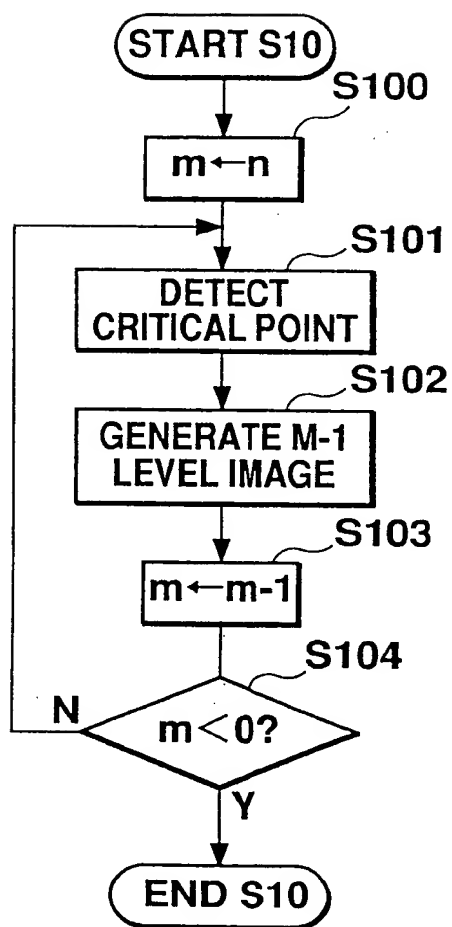 START S10
S100
m←n
S101
DETECT
CRITICAL POINT
S102
GENERATE M-1
LEVEL IMAGE
S103
m←m-1
S104
N
m<0?
Y
END S10